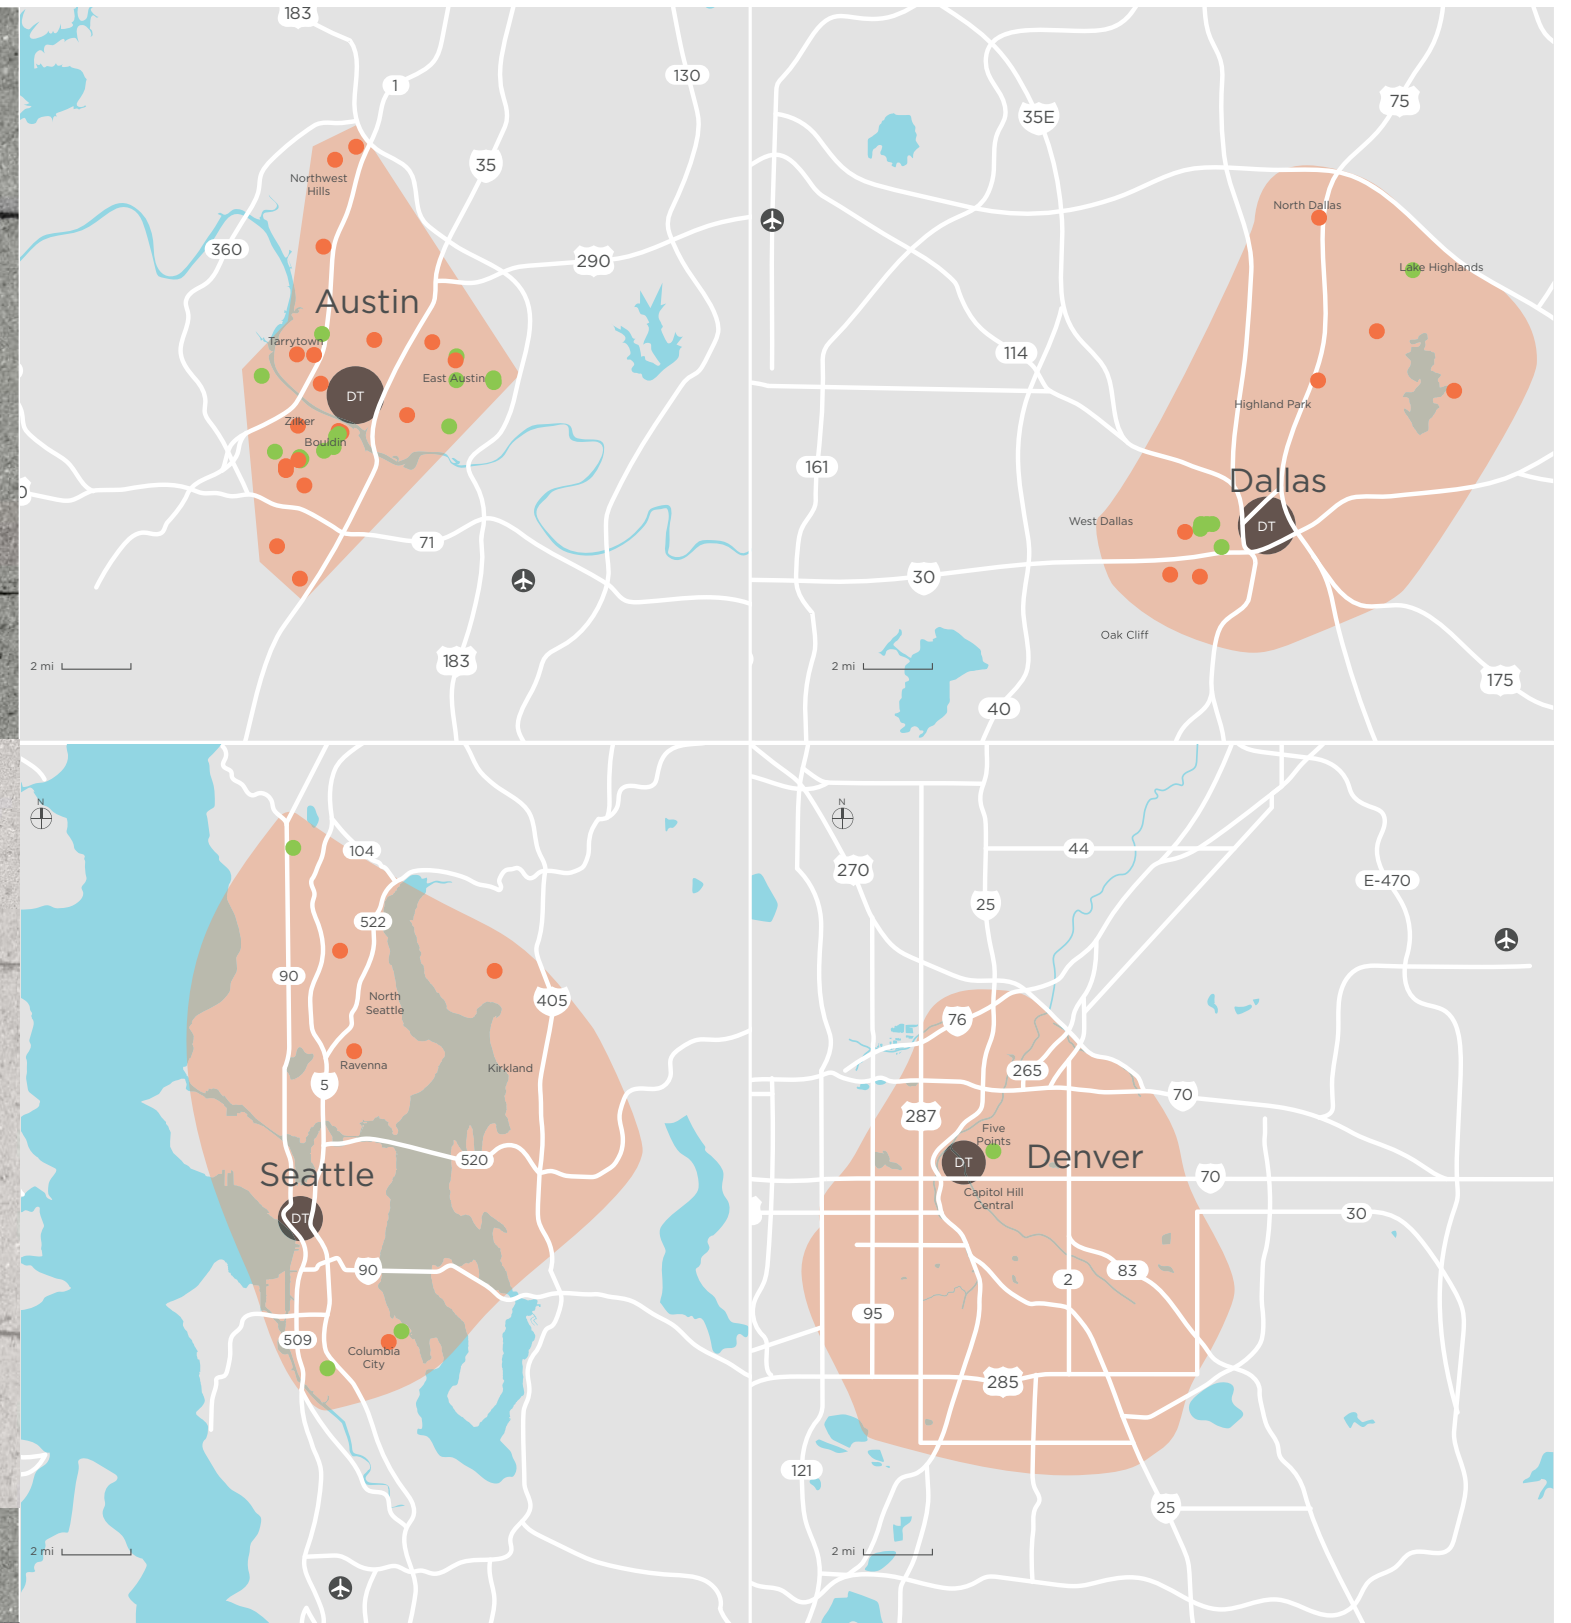 183
1
130
35
Northwest
Hills
360
290
Austin
Tarrytown
East Austin
DT
Zilker
Bouldin
0
71
183
2 mi
35E
75
North Dallas
Lake Highlands
114
Highland Park
161
Dallas
West Dallas
DT
30
Oak Cliff
2 mi
175
40
N
104
522
90
North
Seattle
405
Ravenna
Kirkland
5
520
Seattle
DT
90
509
Columbia
City
2 mi
N
270
44
E-470
25
76
265
70
287
Five
Points
DT
Denver
70
Capitol Hill
Central
30
83
2
95
285
121
25
2 mi